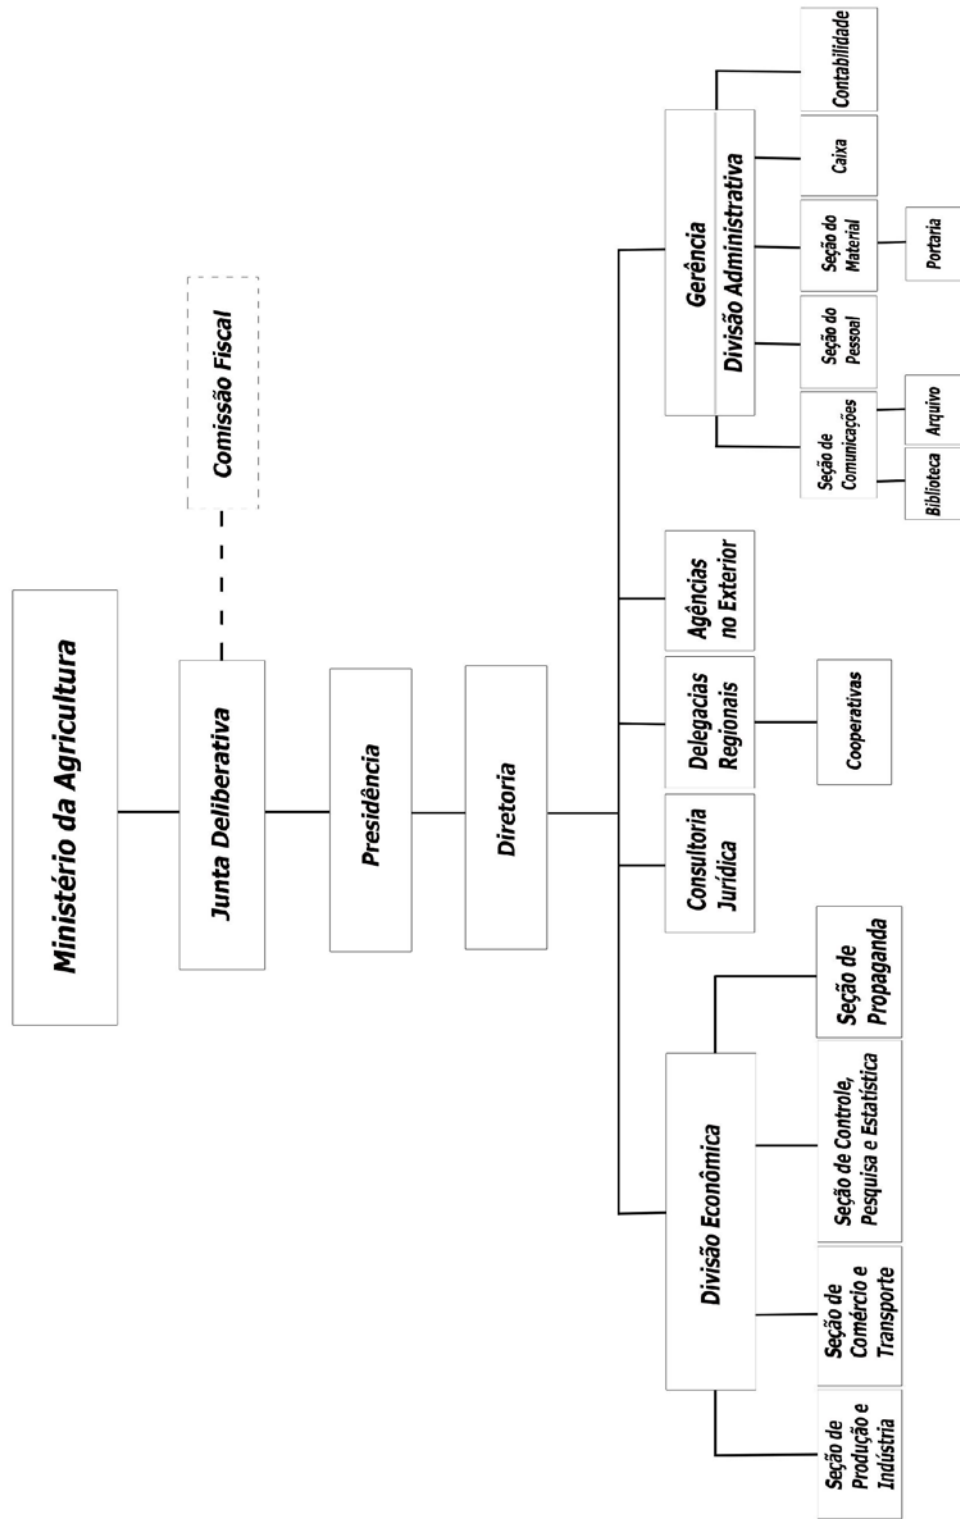 Ministério da Agricultura
Junta Deliberativa
Comissão Fiscal
Presidência
Diretoria
Divisão Econômica
Consultoria
Jurídica
Delegacias
Regionais
Agências
no Exterior
Gerência
Divisão Administrativa
Seção de
Produção e
Indústria
Seção de
Comércio e
Transporte
Seção de Controle,
Pesquisa e Estatística
Seção de
Propaganda
Cooperativas
Seção de
Comunicações
Seção do
Pessoal
Seção do
Material
Caixa
Contabilidade
Biblioteca
Arquivo
Portaria